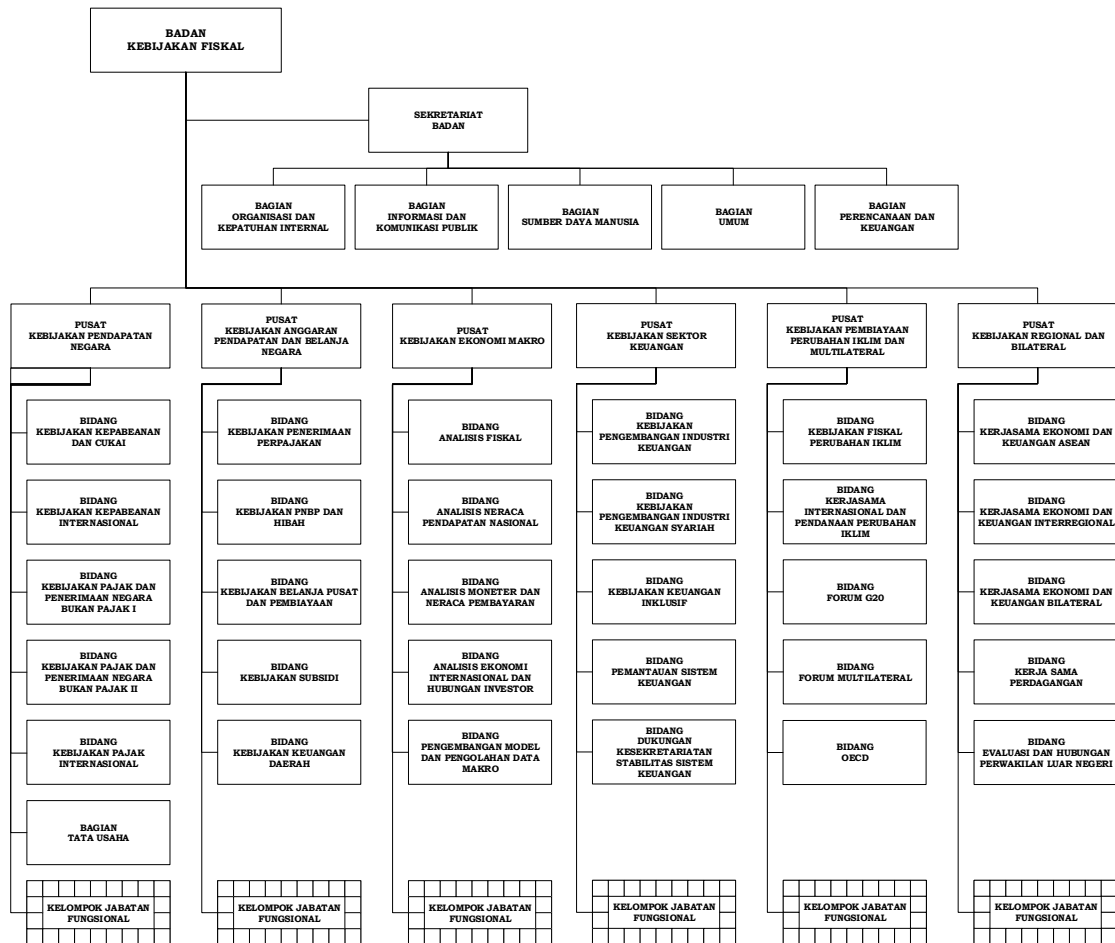 BADAN
KEBIJAKAN FISKAL
SEKRETARIAT
BADAN
BAGIAN
ORGANISASI DAN
KEPATUHAN INTERNAL
BAGIAN
INFORMASI DAN
KOMUNIKASI PUBLIK
BAGIAN
SUMBER DAYA MANUSIA
BAGIAN
UMUM
BAGIAN
PERENCANAAN DAN
KEUANGAN
PUSAT
KEBIJAKAN PENDAPATAN
NEGARA
PUSAT
KEBIJAKAN ANGGARAN
PENDAPATAN DAN BELANJA
NEGARA
PUSAT
KEBIJAKAN EKONOMI MAKRO
PUSAT
KEBIJAKAN SEKTOR
KEUANGAN
PUSAT
KEBIJAKAN PEMBIAYAAN
PERUBAHAN IKLIM DAN
MULTILATERAL
PUSAT
KEBIJAKAN REGIONAL DAN
BILATERAL
BIDANG
KEBIJAKAN KEPABEANAN
DAN CUKAI
BIDANG
KEBIJAKAN PENERIMAAN
PERPAJAKAN
BIDANG
ANALISIS FISKAL
BIDANG
KEBIJAKAN
PENGEMBANGAN INDUSTRI
KEUANGAN
BIDANG
KEBIJAKAN FISKAL
PERUBAHAN IKLIM
BIDANG
KERJASAMA EKONOMI DAN
KEUANGAN ASEAN
BIDANG
KEBIJAKAN KEPABEANAN
INTERNASIONAL
BIDANG
KEBIJAKAN PNBP DAN
HIBAH
BIDANG
ANALISIS NERACA
PENDAPATAN NASIONAL
BIDANG
KEBIJAKAN
PENGEMBANGAN INDUSTRI
KEUANGAN SYARIAH
BIDANG
KERJASAMA
INTERNASIONAL DAN
PENDANAAN PERUBAHAN
IKLIM
BIDANG
KERJASAMA EKONOMI DAN
KEUANGAN INTERREGIONAL
BIDANG
KEBIJAKAN PAJAK DAN
PENERIMAAN NEGARA
BUKAN PAJAK I
BIDANG
KEBIJAKAN BELANJA PUSAT
DAN PEMBIAYAAN
BIDANG
ANALISIS MONETER DAN
NERACA PEMBAYARAN
BIDANG
KEBIJAKAN KEUANGAN
INKLUSIF
BIDANG
FORUM G20
BIDANG
KERJASAMA EKONOMI DAN
KEUANGAN BILATERAL
BIDANG
KEBIJAKAN PAJAK DAN
PENERIMAAN NEGARA
BUKAN PAJAK II
BIDANG
KEBIJAKAN SUBSIDI
BIDANG
ANALISIS EKONOMI
INTERNASIONAL DAN
HUBUNGAN INVESTOR
BIDANG
PEMANTAUAN SISTEM
KEUANGAN
BIDANG
FORUM MULTILATERAL
BIDANG
KERJA SAMA
PERDAGANGAN
BIDANG
KEBIJAKAN PAJAK
INTERNASIONAL
BIDANG
KEBIJAKAN KEUANGAN
DAERAH
BIDANG
PENGEMBANGAN MODEL
DAN PENGOLAHAN DATA
MAKRO
BIDANG
DUKUNGAN
KESEKRETARIATAN
STABILITAS SISTEM
KEUANGAN
BIDANG
OECD
BIDANG
EVALUASI DAN HUBUNGAN
PERWAKILAN LUAR NEGERI
BAGIAN
TATA USAHA
KELOMPOK JABATAN
FUNGSIONAL
KELOMPOK JABATAN
FUNGSIONAL
KELOMPOK JABATAN
FUNGSIONAL
KELOMPOK JABATAN
FUNGSIONAL
KELOMPOK JABATAN
FUNGSIONAL
KELOMPOK JABATAN
FUNGSIONAL